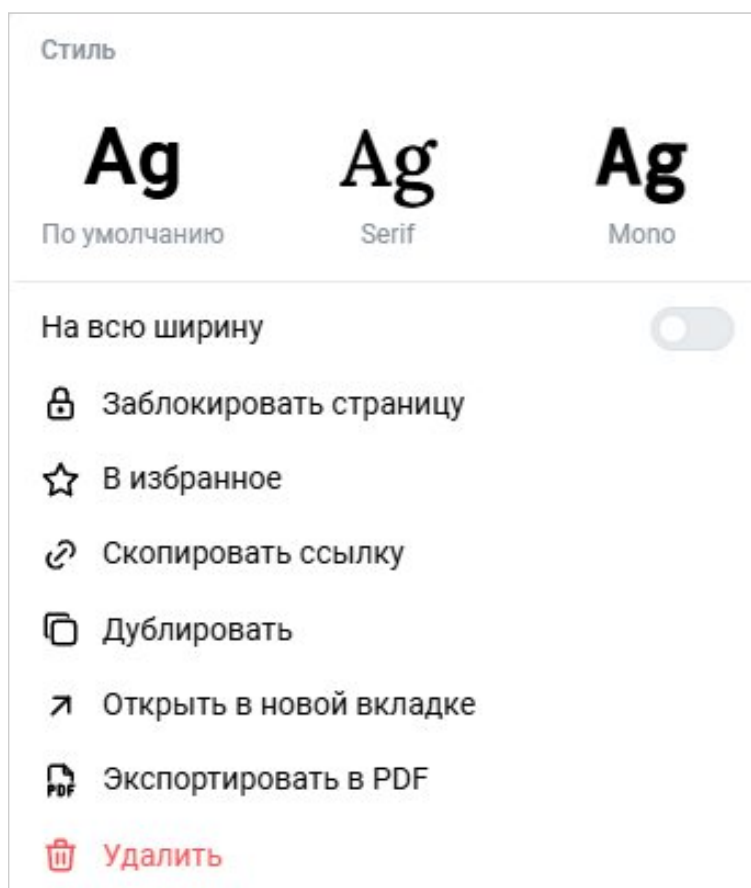 Стиль
Ag Ag Ag
По умолчанию Serif Mono
На всю ширину
Заблокировать страницу
В избранное
Скопировать ссылку
Дублировать
Открыть в новой вкладке
PDF Экспортировать в PDF
Удалить